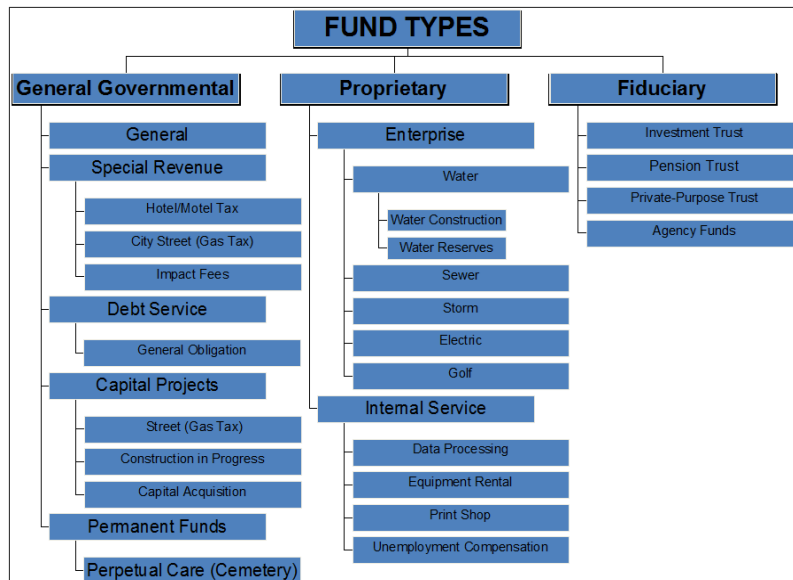 FUND TYPES
General Governmental
General
Special Revenue
Hotel/Motel Tax
City Street (Gas Tax)
Impact Fees
Debt Service
General Obligation
Capital Projects
Street (Gas Tax)
Construction in Progress
Capital Acquisition
Permanent Funds
Perpetual Care (Cemetery)
Proprietary
Enterprise
Water
Water Construction
Water Reserves
Sewer
Storm
Electric
Golf
Internal Service
Data Processing
Equipment Rental
Print Shop
Unemployment Compensation
Fiduciary
Investment Trust
Pension Trust
Private-Purpose Trust
Agency Funds